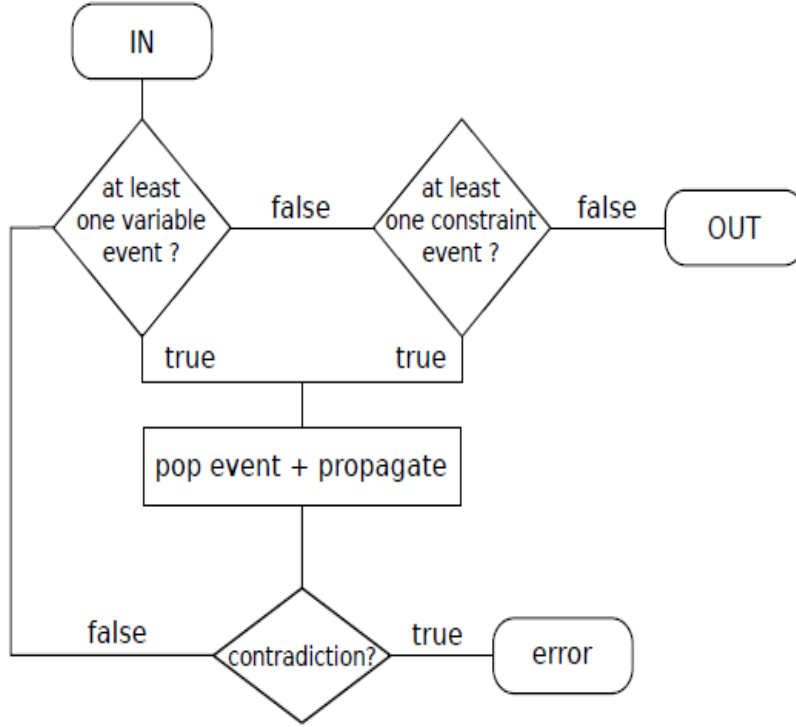 IN
at least
one variable
event ?
false
at least
one constraint
event ?
false
OUT
true
true
pop event + propagate
false
contradiction?
true
error